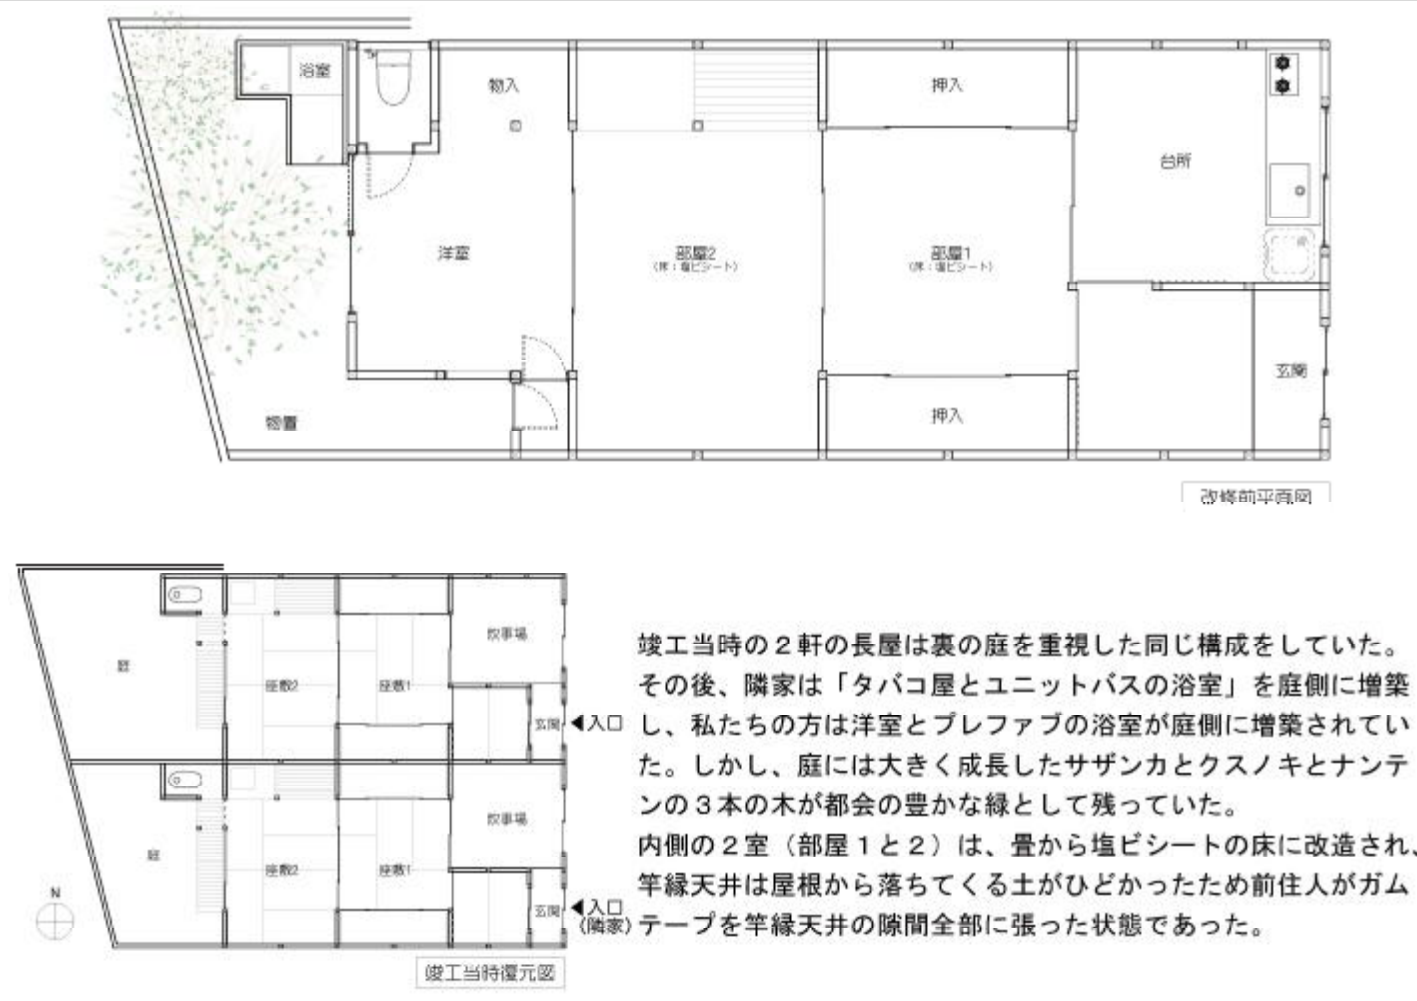 浴室
物入
押入
台所
洋室
部屋2
(床：塩ビシート)
部屋1
(床：塩ビシート)
玄関
押入
物置
改修前平面図
炊事場
庭
座敷2
座敷1
玄関
◀入口
炊事場
庭
座敷2
座敷1
N
玄関
◀入口
(隣家)
竣工当時復元図
竣工当時の２軒の長屋は裏の庭を重視した同じ構成をしていた。
その後、隣家は「タバコ屋とユニットバスの浴室」を庭側に増築
し、私たちの方は洋室とプレファブの浴室が庭側に増築されてい
た。しかし、庭には大きく成長したサザンカとクスノキとナンテ
ンの３本の木が都会の豊かな緑として残っていた。
内側の２室（部屋１と２）は、畳から塩ビシートの床に改造され、
竿縁天井は屋根から落ちてくる土がひどかったため前住人がガム
テープを竿縁天井の隙間全部に張った状態であった。